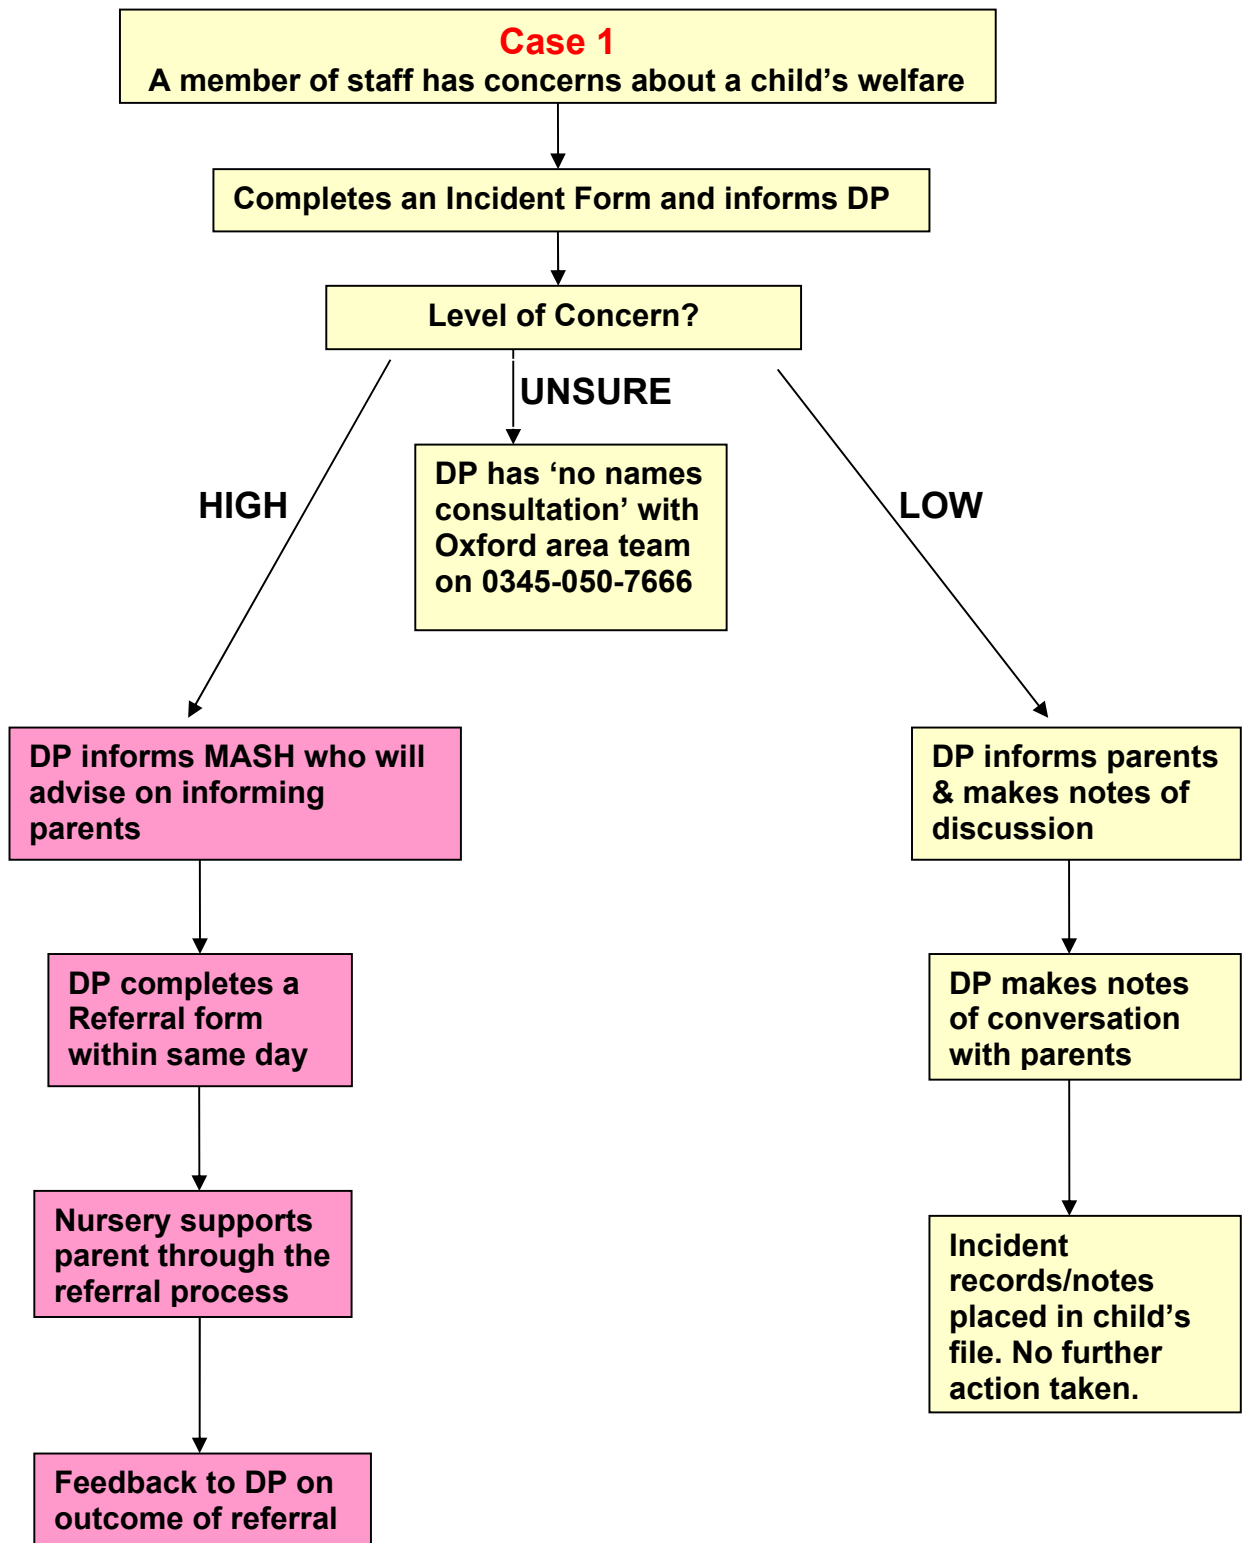 Case 1
A member of staff has concerns about a child’s welfare
Completes an Incident Form and informs DP
Level of Concern?
UNSURE
HIGH
LOW
DP has ‘no names
consultation’ with
Oxford area team
on 0345-050-7666
DP informs MASH who will
advise on informing
parents
DP informs parents
& makes notes of
discussion
DP completes a
Referral form
within same day
DP makes notes
of conversation
with parents
Nursery supports
parent through the
referral process
Incident
records/notes
placed in child’s
file. No further
action taken.
Feedback to DP on
outcome of referral